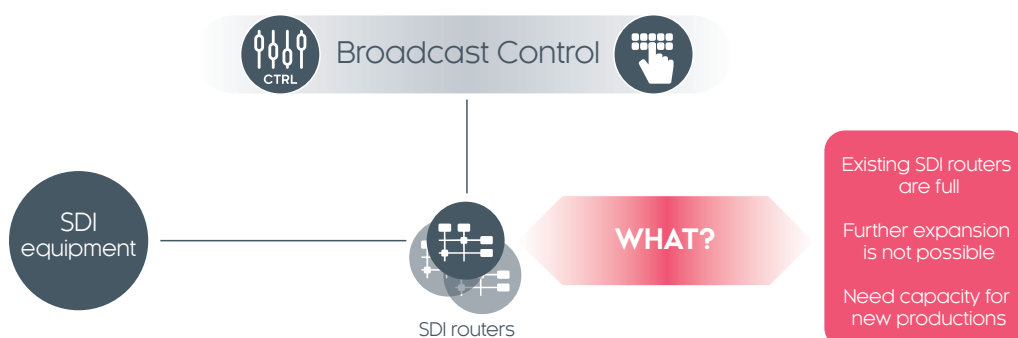 Broadcast Control
CTRL
SDI
equipment
SDI routers
WHAT?
Existing SDI routers
are full
Further expansion
is not possible
Need capacity for
new productions